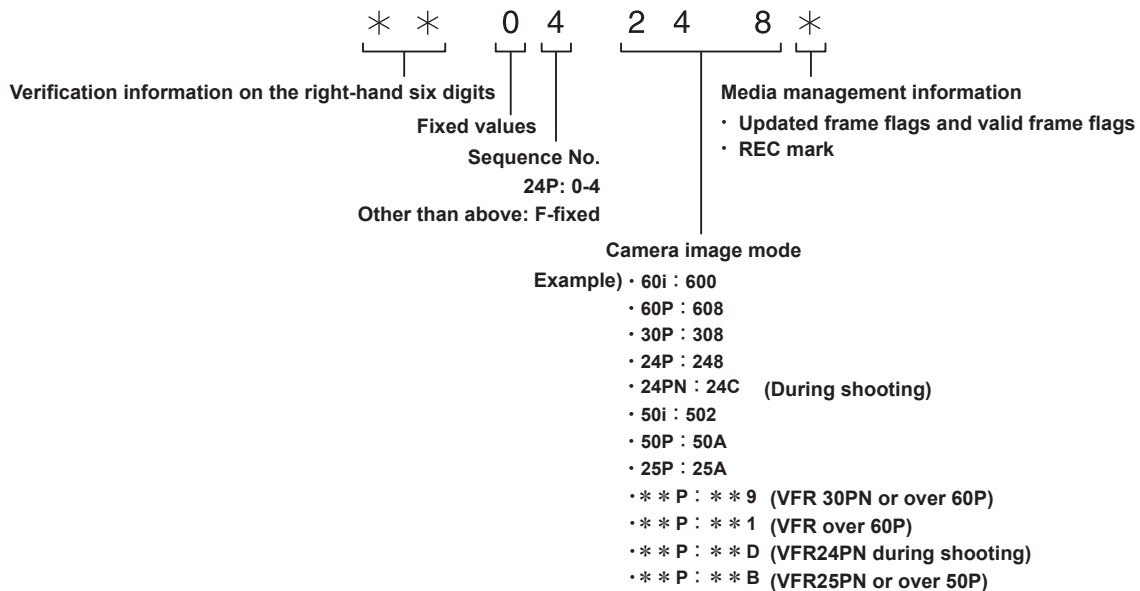 ＊ ＊ 0 4 2 4 8 ＊
Verification information on the right-hand six digits
Fixed values
Sequence No.
24P: 0-4
Other than above: F-fixed
Media management information
・ Updated frame flags and valid frame flags
・ REC mark
Camera image mode
Example)・60i：600
・60P：608
・30P：308
・24P：248
・24PN：24C (During shooting)
・50i：502
・50P：50A
・25P：25A
・＊＊P：＊＊9 (VFR 30PN or over 60P)
・＊＊P：＊＊1 (VFR over 60P)
・＊＊P：＊＊D (VFR24PN during shooting)
・＊＊P：＊＊B (VFR25PN or over 50P)